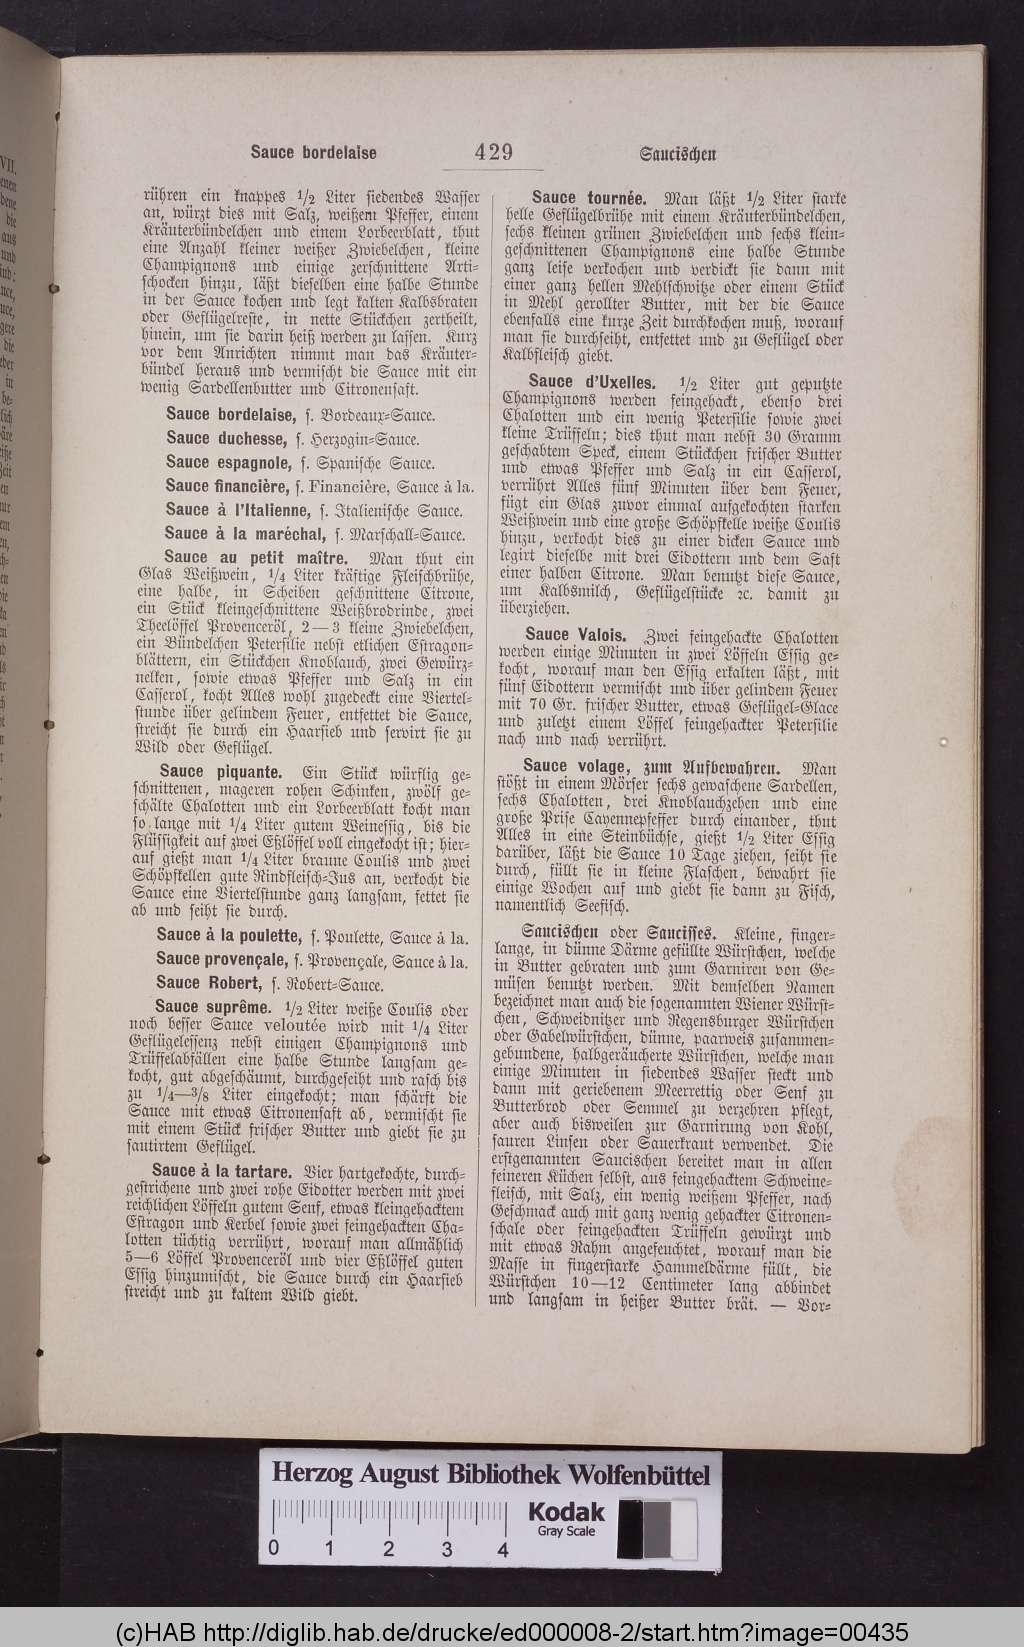 Sauce bordelaise
429
Saucischen
rühren ein knappes 1/2 Liter siedendes Wasser
an, würzt dies mit Salz, weißem Pfeffer, einem
Kräuterbündelchen und einem Lorbeerblatt, thut
eine Anzahl kleiner weißer Zwiebelchen, kleine
Champignons und einige zerschnittene Arti-
schocken hinzu, läßt dieselben eine halbe Stunde
in der Sauce kochen und legt kalten Kalbsbraten
oder Geflügelreste, in nette Stückchen zertheilt,
hinein, um sie darin heiß werden zu lassen. Kurz
vor dem Anrichten nimmt man das Kräuter-
bündel heraus und vermischt die Sauce mit ein
wenig Sardellenbutter und Citronensaft.
Sauce bordelaise, s. Bordeaux-Sauce.
Sauce duchesse, s. Herzogin-Sauce.
Sauce espagnole, s. Spanische Sauce.
Sauce financière, s. Financière, Sauce à la.
Sauce à l'Italienne, s. Italienische Sauce.
Sauce à la maréchal, s. Marschall-Sauce.
Sauce au petit maître. Man thut ein
Glas Weißwein, 1/4 Liter kräftige Fleischbrühe,
eine halbe, in Scheiben geschnittene Citrone,
ein Stück kleingeschnittene Weißbrodrinde, zwei
Theelöffel Provenceröl, 2—3 kleine Zwiebelchen,
ein Bündelchen Petersilie nebst etlichen Estragon-
blättern, ein Stückchen Knoblauch, zwei Gewürz-
nelken, sowie etwas Pfeffer und Salz in ein
Casserol, kocht Alles wohl zugedeckt eine Viertel-
stunde über gelindem Feuer, entfettet die Sauce,
streicht sie durch ein Haarsieb und servirt sie zu
Wild oder Geflügel.
Sauce piquante. Ein Stück würflig ge-
schnittenen, mageren rohen Schinken, zwölf ge-
schälte Chalotten und ein Lorbeerblatt kocht man
so lange mit 1/4 Liter gutem Weinessig, bis die
Flüssigkeit auf zwei Eßlöffel voll eingekocht ist; hier-
auf gießt man 1/4 Liter braune Coulis und zwei
Schöpfkellen gute Rindfleisch-Jus an, verkocht die
Sauce eine Viertelstunde ganz langsam, fettet sie
ab und seiht sie durch.
Sauce à la poulette, s. Poulette, Sauce à la.
Sauce provençale, s. Provençale, Sauce à la.
Sauce Robert, s. Robert-Sauce.
Sauce suprême. 1/2 Liter weiße Coulis oder
noch besser Sauce veloutée wird mit 1/4 Liter
Geflügelessenz nebst einigen Champignons und
Trüffelabfällen eine halbe Stunde langsam ge-
kocht, gut abgeschäumt, durchgeseiht und rasch bis
zu 1/4—3/8 Liter eingekocht; man schärft die
Sauce mit etwas Citronensaft ab, vermischt sie
mit einem Stück frischer Butter und giebt sie zu
sautirtem Geflügel.
Sauce à la tartare. Vier hartgekochte, durch-
gestrichene und zwei rohe Eidotter werden mit zwei
reichlichen Löffeln gutem Senf, etwas kleingehacktem
Estragon und Kerbel sowie zwei feingehackten Cha-
lotten tüchtig verrührt, worauf man allmählich
5—6 Löffel Provenceröl und vier Eßlöffel guten
Essig hinzumischt, die Sauce durch ein Haarsieb
streicht und zu kaltem Wild giebt.
Sauce tournée. Man läßt 1/2 Liter starke
helle Geflügelbrühe mit einem Kräuterbündelchen,
sechs kleinen grünen Zwiebelchen und sechs klein-
geschnittenen Champignons eine halbe Stunde
ganz leise verkochen und verdickt sie dann mit
einer ganz hellen Mehlschwitze oder einem Stück
in Mehl gerollter Butter, mit der die Sauce
ebenfalls eine kurze Zeit durchkochen muß, worauf
man sie durchseiht, entfettet und zu Geflügel oder
Kalbfleisch giebt.
Sauce d'Uxelles. 1/2 Liter gut geputzte
Champignons werden feingehackt, ebenso drei
Chalotten und ein wenig Petersilie sowie zwei
kleine Trüffeln; dies thut man nebst 30 Gramm
geschabtem Speck, einem Stückchen frischer Butter
und etwas Pfeffer und Salz in ein Casserol,
verrührt Alles fünf Minuten über dem Feuer,
fügt ein Glas zuvor einmal aufgekochten starken
Weißwein und eine große Schöpfkelle weiße Coulis
hinzu, verkocht dies zu einer dicken Sauce und
legirt dieselbe mit drei Eidottern und dem Saft
einer halben Citrone. Man benutzt diese Sauce,
um Kalbsmilch, Geflügelstücke ꝛc. damit zu
überziehen.
Sauce Valois. Zwei feingehackte Chalotten
werden einige Minuten in zwei Löffeln Essig ge-
kocht, worauf man den Essig erkalten läßt, mit
fünf Eidottern vermischt und über gelindem Feuer
mit 70 Gr. frischer Butter, etwas Geflügel-Glace
und zuletzt einem Löffel feingehackter Petersilie
nach und nach verrührt.
Sauce volage, zum Aufbewahren. Man
stößt in einem Mörser sechs gewaschene Sardellen,
sechs Chalotten, drei Knoblauchzehen und eine
große Prise Cayennepfeffer durch einander, thut
Alles in eine Steinbüchse, gießt 1/2 Liter Essig
darüber, läßt die Sauce 10 Tage ziehen, seiht sie
durch, füllt sie in kleine Flaschen, bewahrt sie
einige Wochen auf und giebt sie dann zu Fisch,
namentlich Seefisch.
Saucischen oder Saucisses. Kleine, finger-
lange, in dünne Därme gefüllte Würstchen, welche
in Butter gebraten und zum Garniren von Ge-
müsen benutzt werden. Mit demselben Namen
bezeichnet man auch die sogenannten Wiener Würst-
chen, Schweidnitzer und Regensburger Würstchen
oder Gabelwürstchen, dünne, paarweis zusammen-
gebundene, halbgeräucherte Würstchen, welche man
einige Minuten in siedendes Wasser steckt und
dann mit geriebenem Meerrettig oder Senf zu
Butterbrod oder Semmel zu verzehren pflegt,
aber auch bisweilen zur Garnirung von Kohl,
sauren Linsen oder Sauerkraut verwendet. Die
erstgenannten Saucischen bereitet man in allen
feineren Küchen selbst, aus feingehacktem Schweine-
fleisch, mit Salz, ein wenig weißem Pfeffer, nach
Geschmack auch mit ganz wenig gehackter Citronen-
schale oder feingehackten Trüffeln gewürzt und
mit etwas Rahm angefeuchtet, worauf man die
Masse in fingerstarke Hammeldärme füllt, die
Würstchen 10—12 Centimeter lang abbindet
und langsam in heißer Butter brät. — Vor-
Herzog August Bibliothek Wolfenbüttel
Kodak
Gray Scale
0 1 2 3 4
(c)HAB http://diglib.hab.de/drucke/ed000008-2/start.htm?image=00435